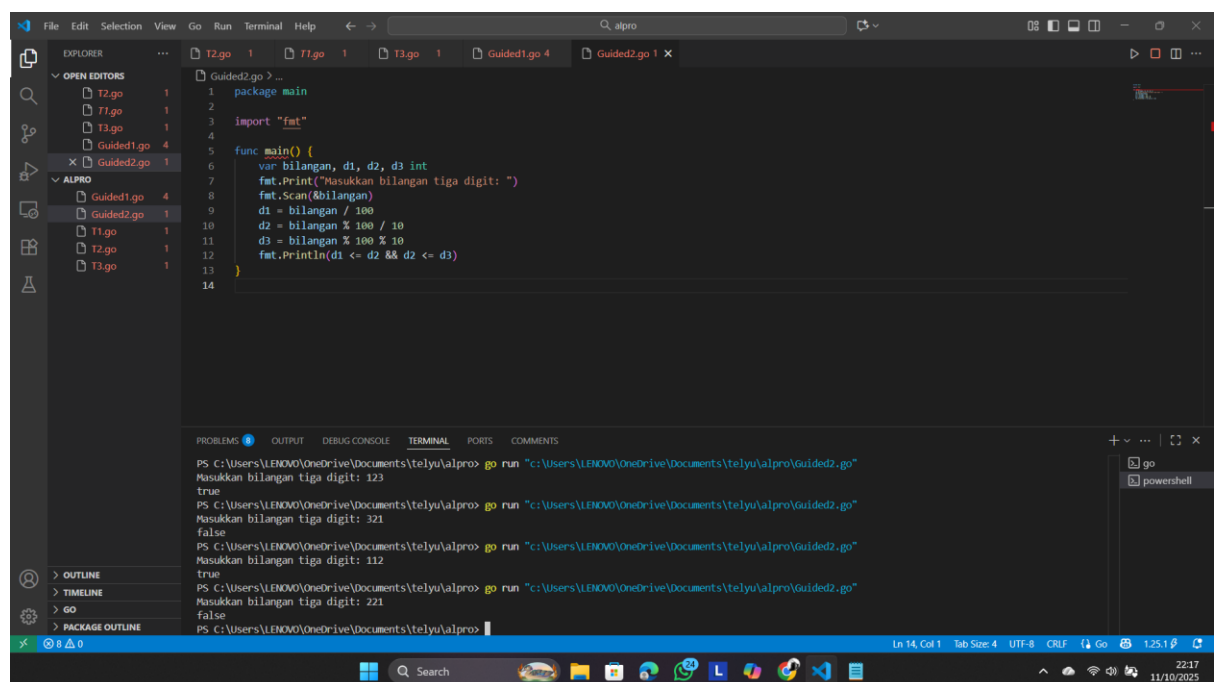 File Edit Selection View Go Run Terminal Help
alpro
EXPLORER
OPEN EDITORS
T2.go 1
T1.go 1
T3.go 1
Guided1.go 4
Guided2.go 1
ALPRO
Guided1.go 4
Guided2.go 1
T1.go 1
T2.go 1
T3.go 1
OUTLINE
TIMELINE
GO
PACKAGE OUTLINE
T2.go 1 T1.go 1 T3.go 1 Guided1.go 4 Guided2.go 1
Guided2.go > ...
1 package main
2
3 import "fmt"
4
5 func main() {
6 var bilangan, d1, d2, d3 int
7 fmt.Print("Masukkan bilangan tiga digit: ")
8 fmt.Scan(&bilangan)
9 d1 = bilangan / 100
10 d2 = bilangan % 100 / 10
11 d3 = bilangan % 100 % 10
12 fmt.Println(d1 <= d2 && d2 <= d3)
13 }
14
PROBLEMS 8 OUTPUT DEBUG CONSOLE TERMINAL PORTS COMMENTS
PS C:\Users\LENOVO\OneDrive\Documents\telyu\alpro> go run "c:\Users\LENOVO\OneDrive\Documents\telyu\alpro\Guided2.go"
Masukkan bilangan tiga digit: 123
true
PS C:\Users\LENOVO\OneDrive\Documents\telyu\alpro> go run "c:\Users\LENOVO\OneDrive\Documents\telyu\alpro\Guided2.go"
Masukkan bilangan tiga digit: 321
false
PS C:\Users\LENOVO\OneDrive\Documents\telyu\alpro> go run "c:\Users\LENOVO\OneDrive\Documents\telyu\alpro\Guided2.go"
Masukkan bilangan tiga digit: 112
true
PS C:\Users\LENOVO\OneDrive\Documents\telyu\alpro> go run "c:\Users\LENOVO\OneDrive\Documents\telyu\alpro\Guided2.go"
Masukkan bilangan tiga digit: 221
false
PS C:\Users\LENOVO\OneDrive\Documents\telyu\alpro>
go
powershell
8 0 Ln 14, Col 1 Tab Size: 4 UTF-8 CRLF Go 1.25.1
Search
24
L
22:17
11/10/2025